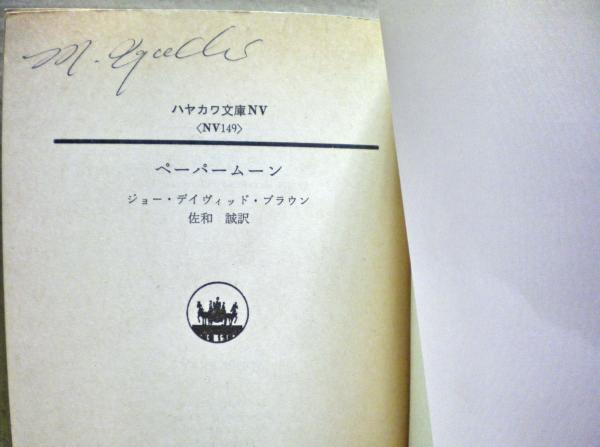 M.
ハヤカワ文庫NV
〈NV149〉
ペーパームーン
ジョー・デイヴィッド・ブラウン
佐和 誠訳